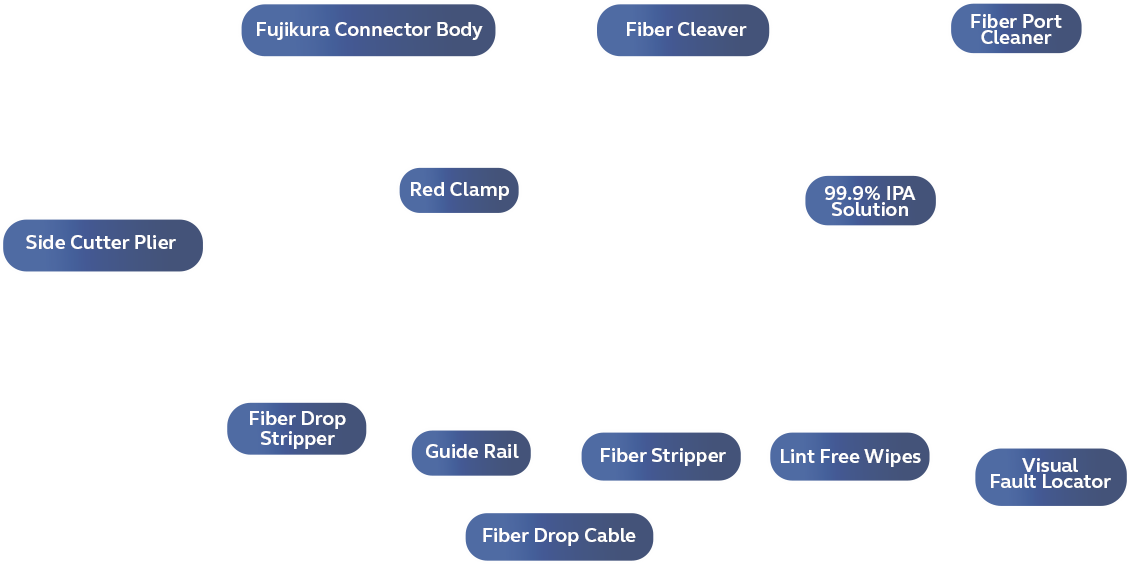 Fujikura Connector Body
Fiber Cleaver
Fiber Port
Cleaner
Red Clamp
99.9% IPA
Solution
Side Cutter Plier
Fiber Drop
Stripper
Guide Rail
Fiber Stripper
Lint Free Wipes
Visual
Fault Locator
Fiber Drop Cable